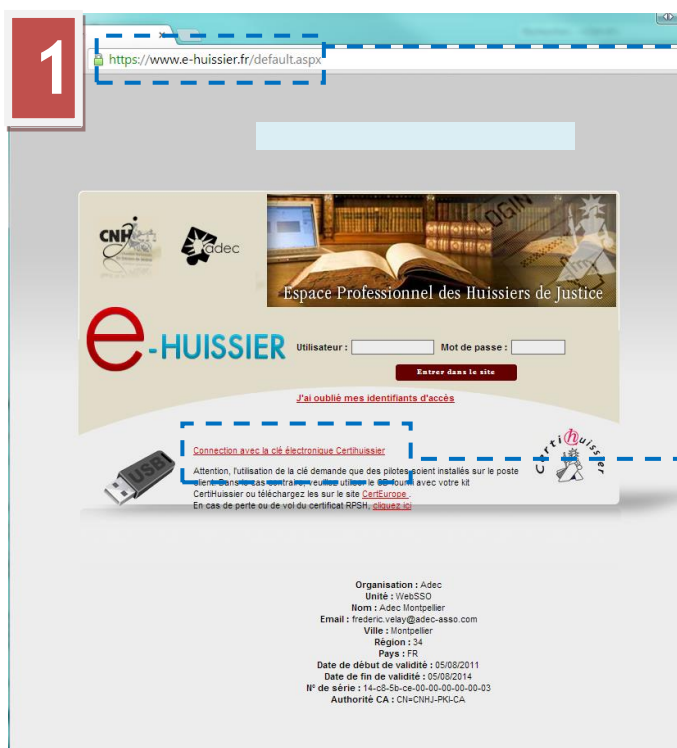 1
https://www.e-huissier.fr/default.aspx
CNHJ
adec
LOGIN
Espace Professionnel des Huissiers de Justice
e-HUISSIER
Utilisateur :
Mot de passe :
Entrer dans le site
J'ai oublié mes identifiants d'accès
Connection avec la clé électronique Certihuissier
Attention, l'utilisation de la clé demande que des pilotes soient installés sur le poste
client. Dans le cas contraire, veuillez utiliser le CD fourni avec votre kit
CertiHuissier ou téléchargez les sur le site CertEurope .
En cas de perte ou de vol du certificat RPSH, cliquez ici
USB
Certihuissier
Organisation : Adec
Unité : WebSSO
Nom : Adec Montpellier
Email : frederic.velay@adec-asso.com
Ville : Montpellier
Région : 34
Pays : FR
Date de début de validité : 05/08/2011
Date de fin de validité : 05/08/2014
N° de série : 14-c8-5b-ce-00-00-00-00-00-03
Authorité CA : CN=CNHJ-PKI-CA